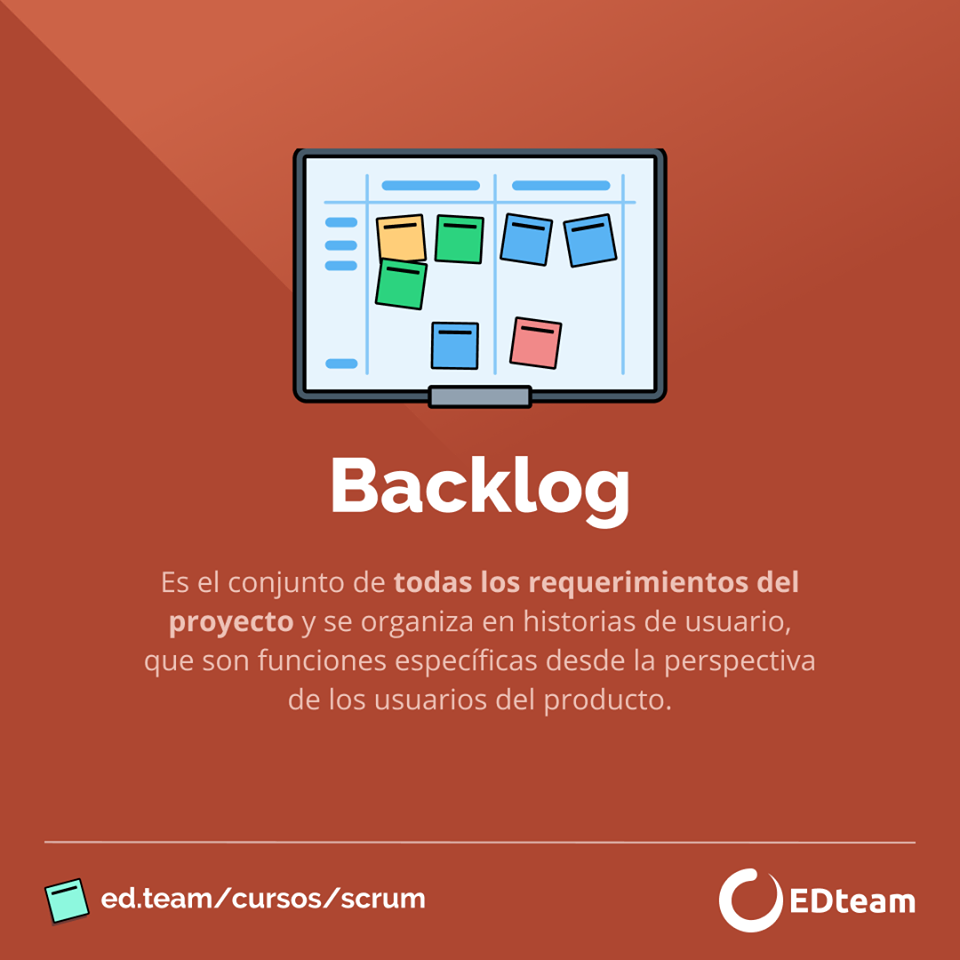 Backlog
Es el conjunto de todas los requerimientos del
proyecto y se organiza en historias de usuario,
que son funciones específicas desde la perspectiva
de los usuarios del producto.
ed.team/cursos/scrum
EDteam